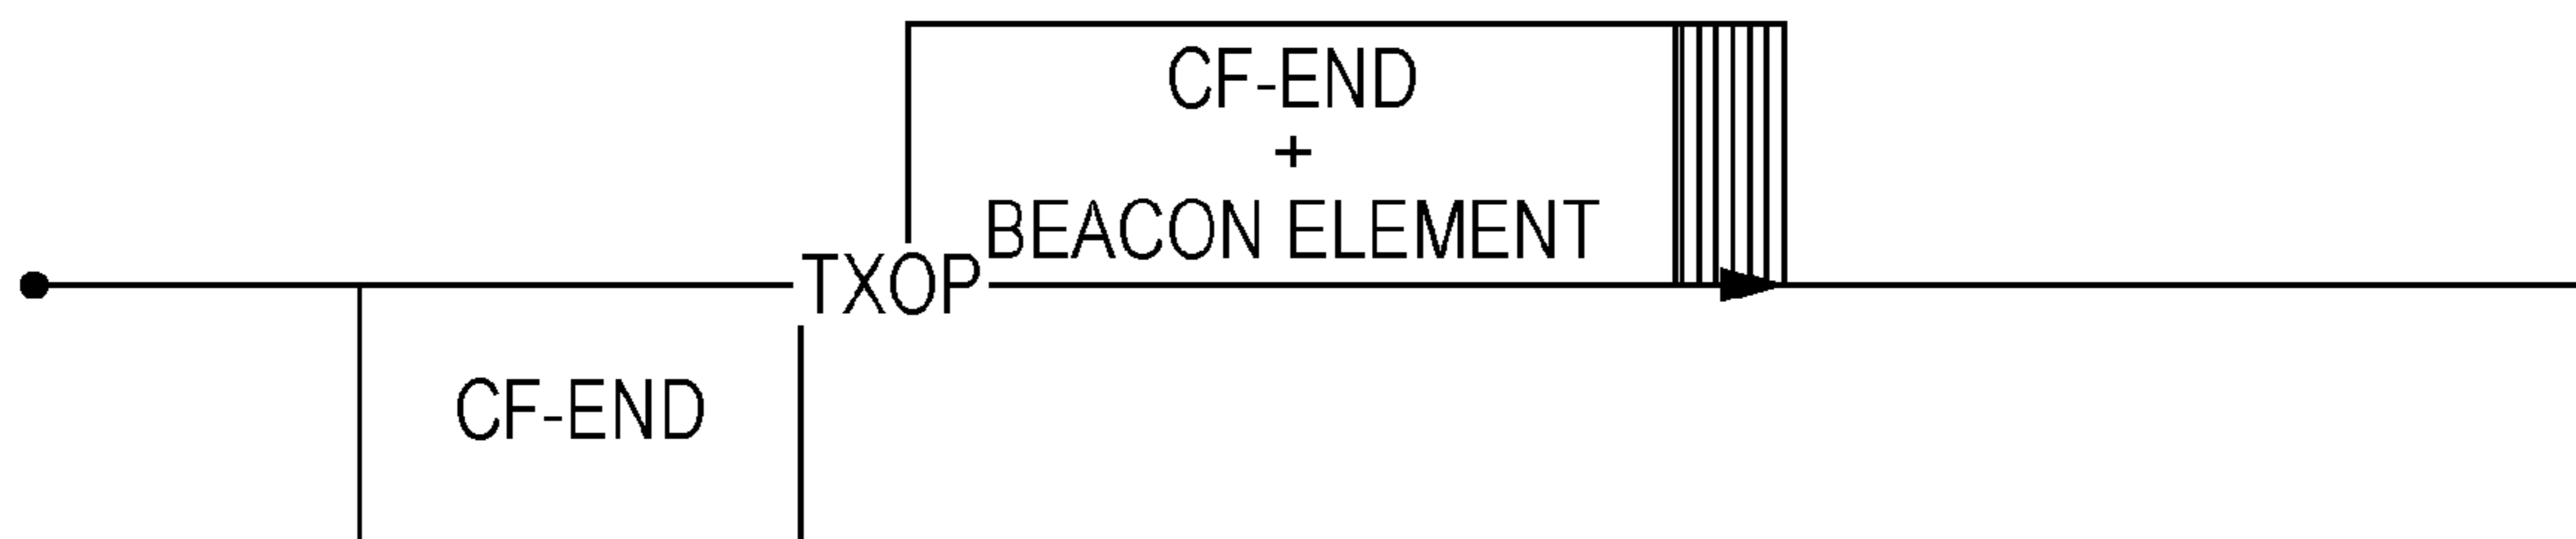 CF-END
+
BEACON ELEMENT
TXOP
CF-END